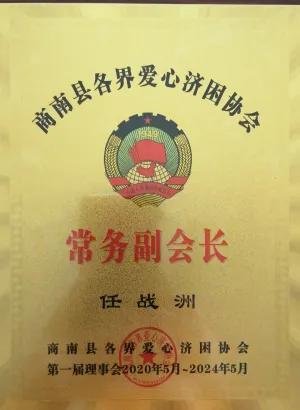 商南县各界爱心济困协会
1949
常务副会长
任战洲
商南县各界爱心济困协会
第一届理事会2020年5月~2024年5月